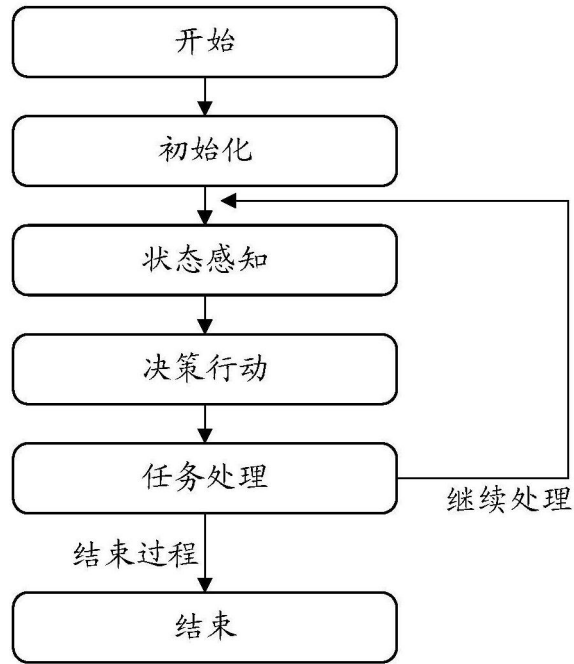 开始
初始化
状态感知
决策行动
任务处理
继续处理
结束过程
结束